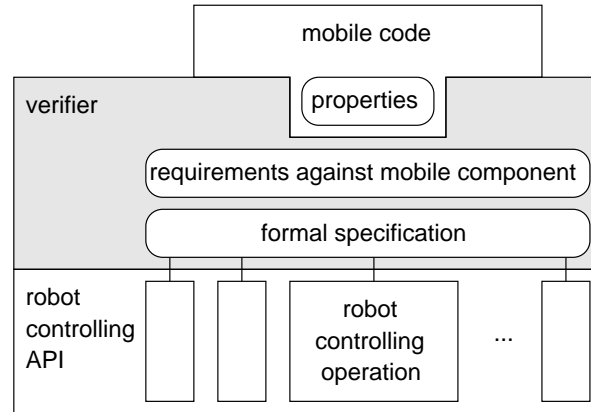 mobile code
verifier
properties
requirements against mobile component
formal specification
robot
controlling
API
robot
controlling
operation
...